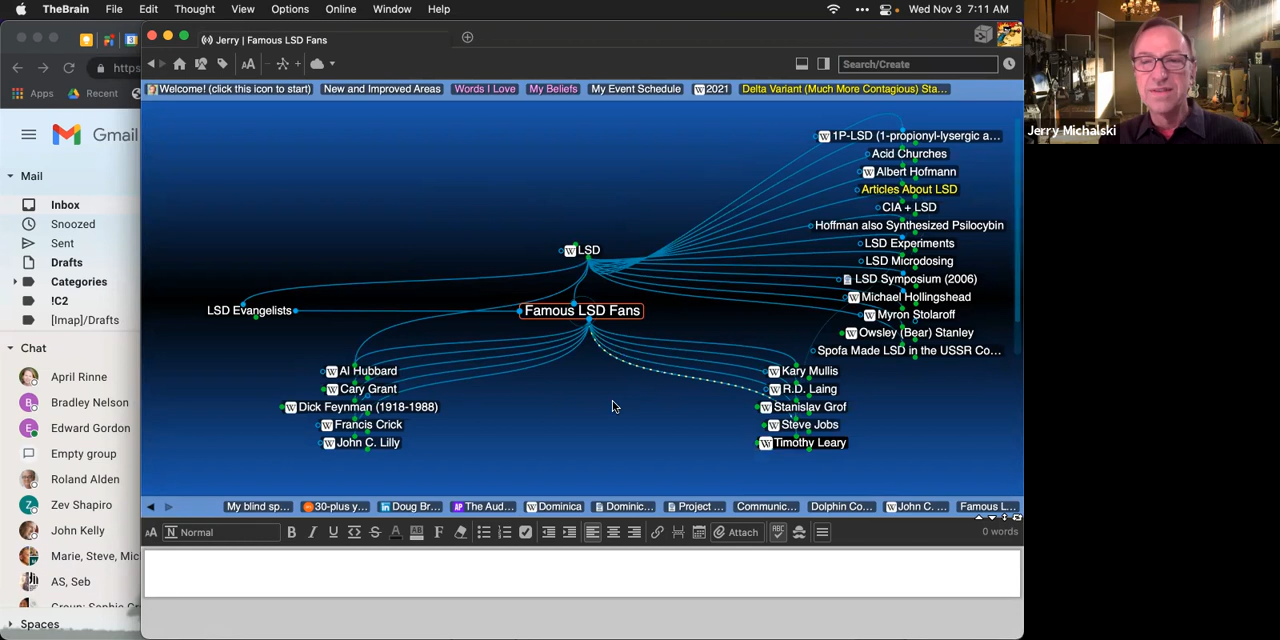 TheBrain File Edit Thought View Options Online Window Help Wed Nov 3 7:11 AM
Jerry | Famous LSD Fans
https
Apps Recent
Search/Create
Welcome! (click this icon to start) New and Improved Areas Words I Love My Beliefs My Event Schedule 2021 Delta Variant (Much More Contagious) Sta...
Gmail
Mail
Inbox
Snoozed
Sent
Drafts
Categories
!C2
[Imap]/Drafts
Chat
April Rinne
Bradley Nelson
Edward Gordon
Empty group
Roland Alden
Zev Shapiro
John Kelly
Marie, Steve, Mic
AS, Seb
Group: Sophie Gr
Spaces
LSD
LSD Evangelists
Famous LSD Fans
1P-LSD (1-propionyl-lysergic a...
Acid Churches
Albert Hofmann
Articles About LSD
CIA + LSD
Hoffman also Synthesized Psilocybin
LSD Experiments
LSD Microdosing
LSD Symposium (2006)
Michael Hollingshead
Myron Stolaroff
Owsley (Bear) Stanley
Spofa Made LSD in the USSR Co...
Al Hubbard
Cary Grant
Dick Feynman (1918-1988)
Francis Crick
John C. Lilly
Kary Mullis
R.D. Laing
Stanislav Grof
Steve Jobs
Timothy Leary
My blind sp... 30-plus y... Doug Br... The Aud... Dominica Dominic... Project ... Communic... Dolphin Co... John C. ... Famous L...
Normal B I U S A F Attach 0 words
Jerry Michalski